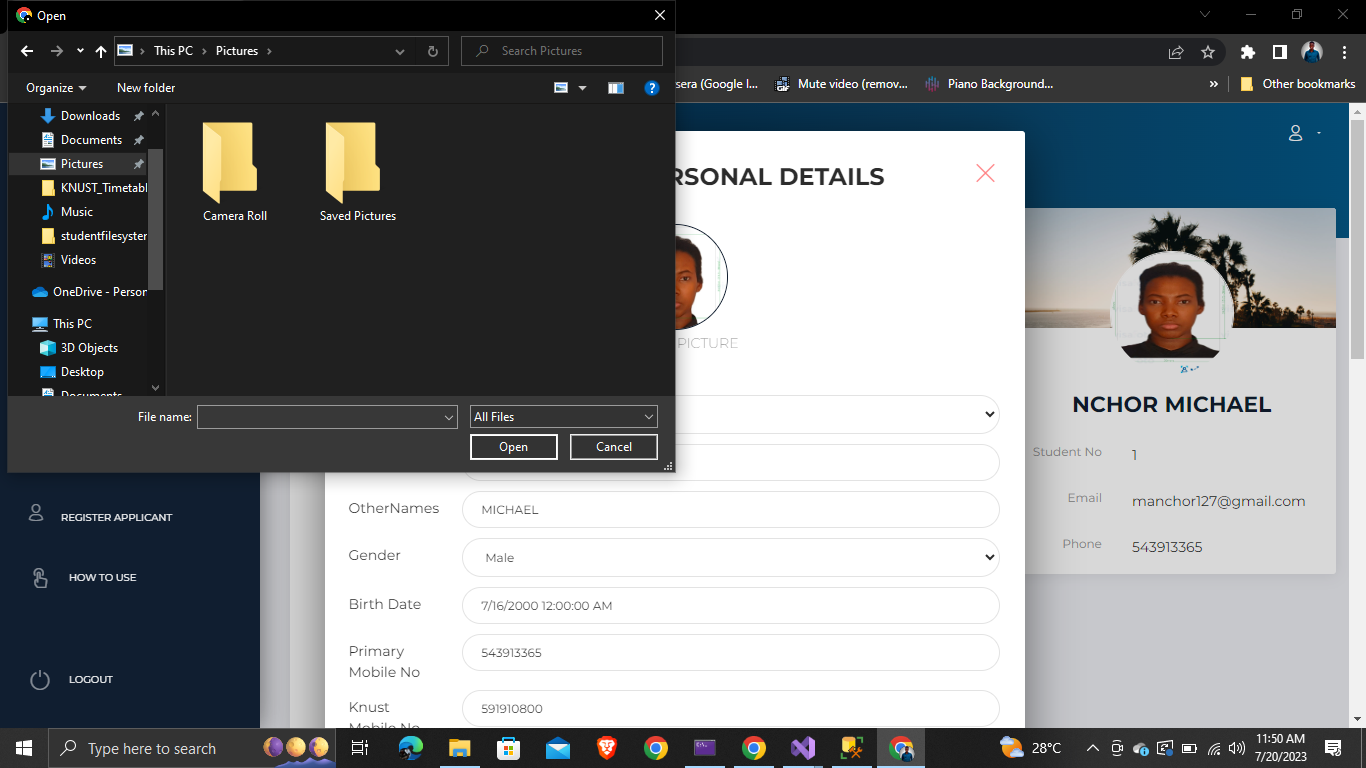 Open
This PC
Pictures
Search Pictures
Organize
New folder
Downloads
Documents
Pictures
KNUST_Timetabl
Music
studentfilesyster
Videos
OneDrive - Person
This PC
3D Objects
Desktop
Documents
Camera Roll
Saved Pictures
File name:
All Files
Open
Cancel
sera (Google I...
Mute video (remov...
Piano Background...
»
Other bookmarks
RSONAL DETAILS
PICTURE
OtherNames
MICHAEL
Gender
Male
Birth Date
7/16/2000 12:00:00 AM
Primary
Mobile No
543913365
Knust
Mobile No
591910800
NCHOR MICHAEL
Student No
1
Email
manchor127@gmail.com
Phone
543913365
REGISTER APPLICANT
HOW TO USE
LOGOUT
Type here to search
28°C
11:50 AM
7/20/2023